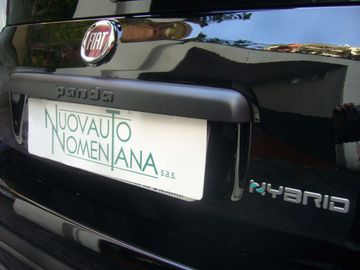 FIAT
panda
NUOVAUTO
NOMENTANA
s.a.s.
HYBRID